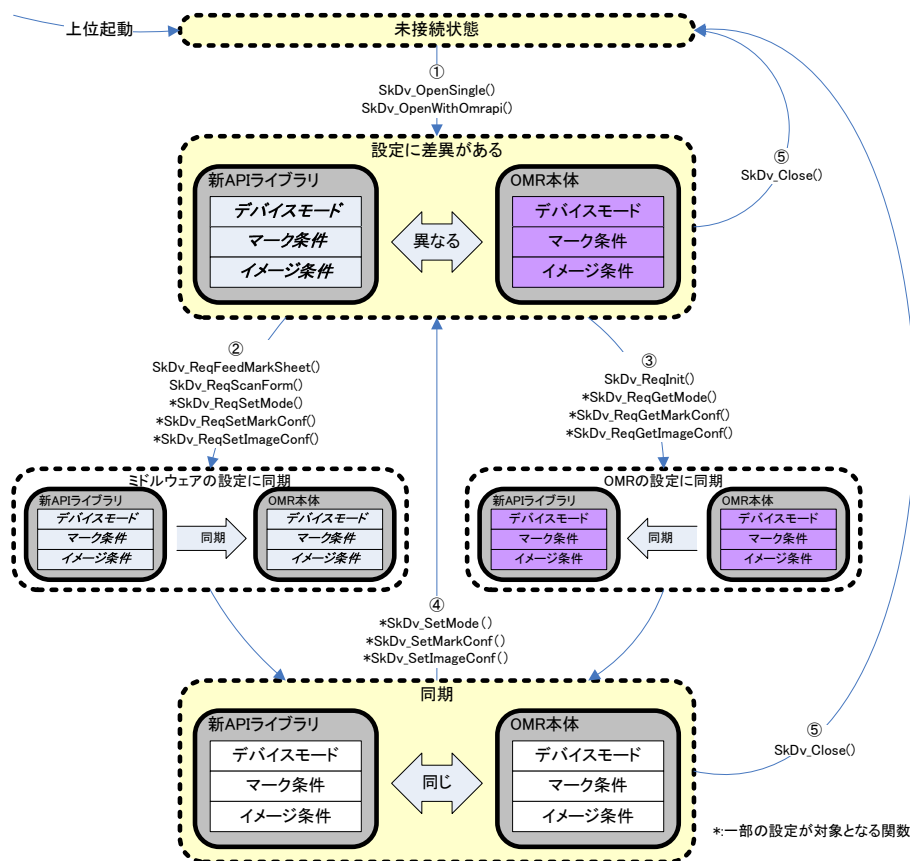 上位起動
未接続状態
①
SkDv_OpenSingle()
SkDv_OpenWithOmrapi()
設定に差異がある
新APIライブラリ
デバイスモード
マーク条件
イメージ条件
異なる
OMR本体
デバイスモード
マーク条件
イメージ条件
⑤
SkDv_Close()
②
SkDv_ReqFeedMarkSheet()
SkDv_ReqScanForm()
*SkDv_ReqSetMode()
*SkDv_ReqSetMarkConf()
*SkDv_ReqSetImageConf()
③
SkDv_ReqInit()
*SkDv_ReqGetMode()
*SkDv_ReqGetMarkConf()
*SkDv_ReqGetImageConf()
ミドルウェアの設定に同期
新APIライブラリ
デバイスモード
マーク条件
イメージ条件
同期
OMR本体
デバイスモード
マーク条件
イメージ条件
OMRの設定に同期
新APIライブラリ
デバイスモード
マーク条件
イメージ条件
同期
OMR本体
デバイスモード
マーク条件
イメージ条件
④
*SkDv_SetMode()
*SkDv_SetMarkConf()
*SkDv_SetImageConf()
同期
新APIライブラリ
デバイスモード
マーク条件
イメージ条件
同じ
OMR本体
デバイスモード
マーク条件
イメージ条件
⑤
SkDv_Close()
*:一部の設定が対象となる関数